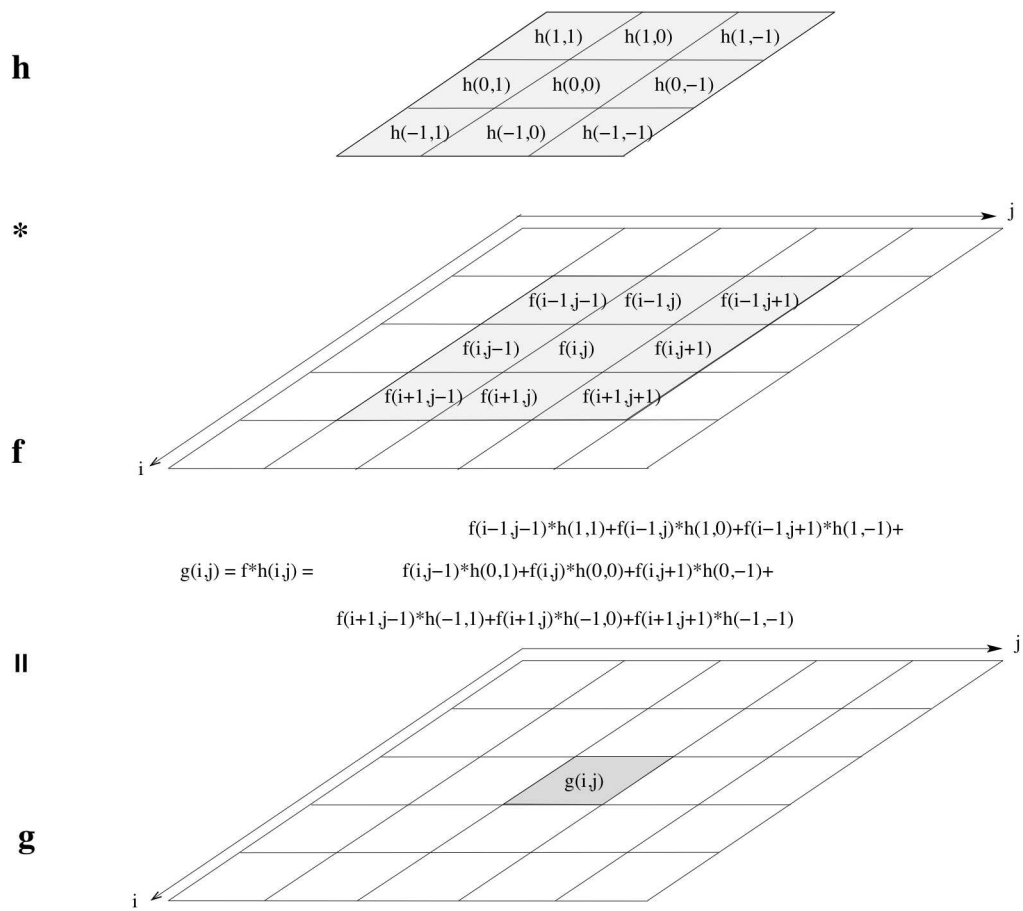 h
h(1,1) h(1,0) h(1,−1)
h(0,1) h(0,0) h(0,−1)
h(−1,1) h(−1,0) h(−1,−1)
*
j
f(i−1,j−1) f(i−1,j) f(i−1,j+1)
f(i,j−1) f(i,j) f(i,j+1)
f(i+1,j−1) f(i+1,j) f(i+1,j+1)
f
i
f(i−1,j−1)*h(1,1)+f(i−1,j)*h(1,0)+f(i−1,j+1)*h(1,−1)+
g(i,j) = f*h(i,j) = f(i,j−1)*h(0,1)+f(i,j)*h(0,0)+f(i,j+1)*h(0,−1)+
f(i+1,j−1)*h(−1,1)+f(i+1,j)*h(−1,0)+f(i+1,j+1)*h(−1,−1)
=
j
g(i,j)
g
i